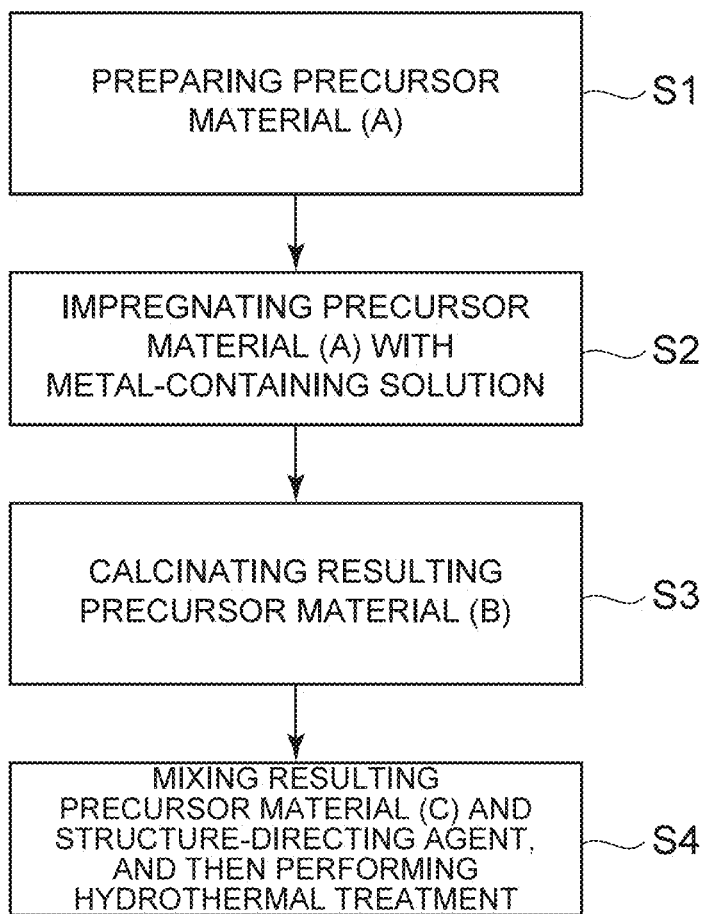 PREPARING PRECURSOR
MATERIAL (A)
S1
IMPREGNATING PRECURSOR
MATERIAL (A) WITH
METAL-CONTAINING SOLUTION
S2
CALCINATING RESULTING
PRECURSOR MATERIAL (B)
S3
MIXING RESULTING
PRECURSOR MATERIAL (C) AND
STRUCTURE-DIRECTING AGENT,
AND THEN PERFORMING
HYDROTHERMAL TREATMENT
S4